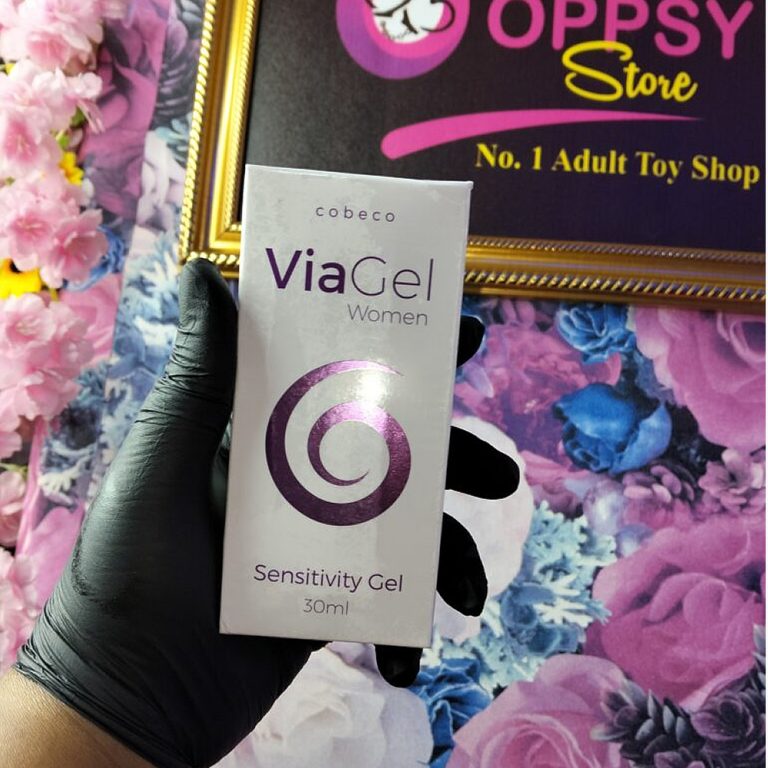 OPPSY
Store
No. 1 Adult Toy Shop
cobeco
ViaGel
Women
Sensitivity Gel
30ml